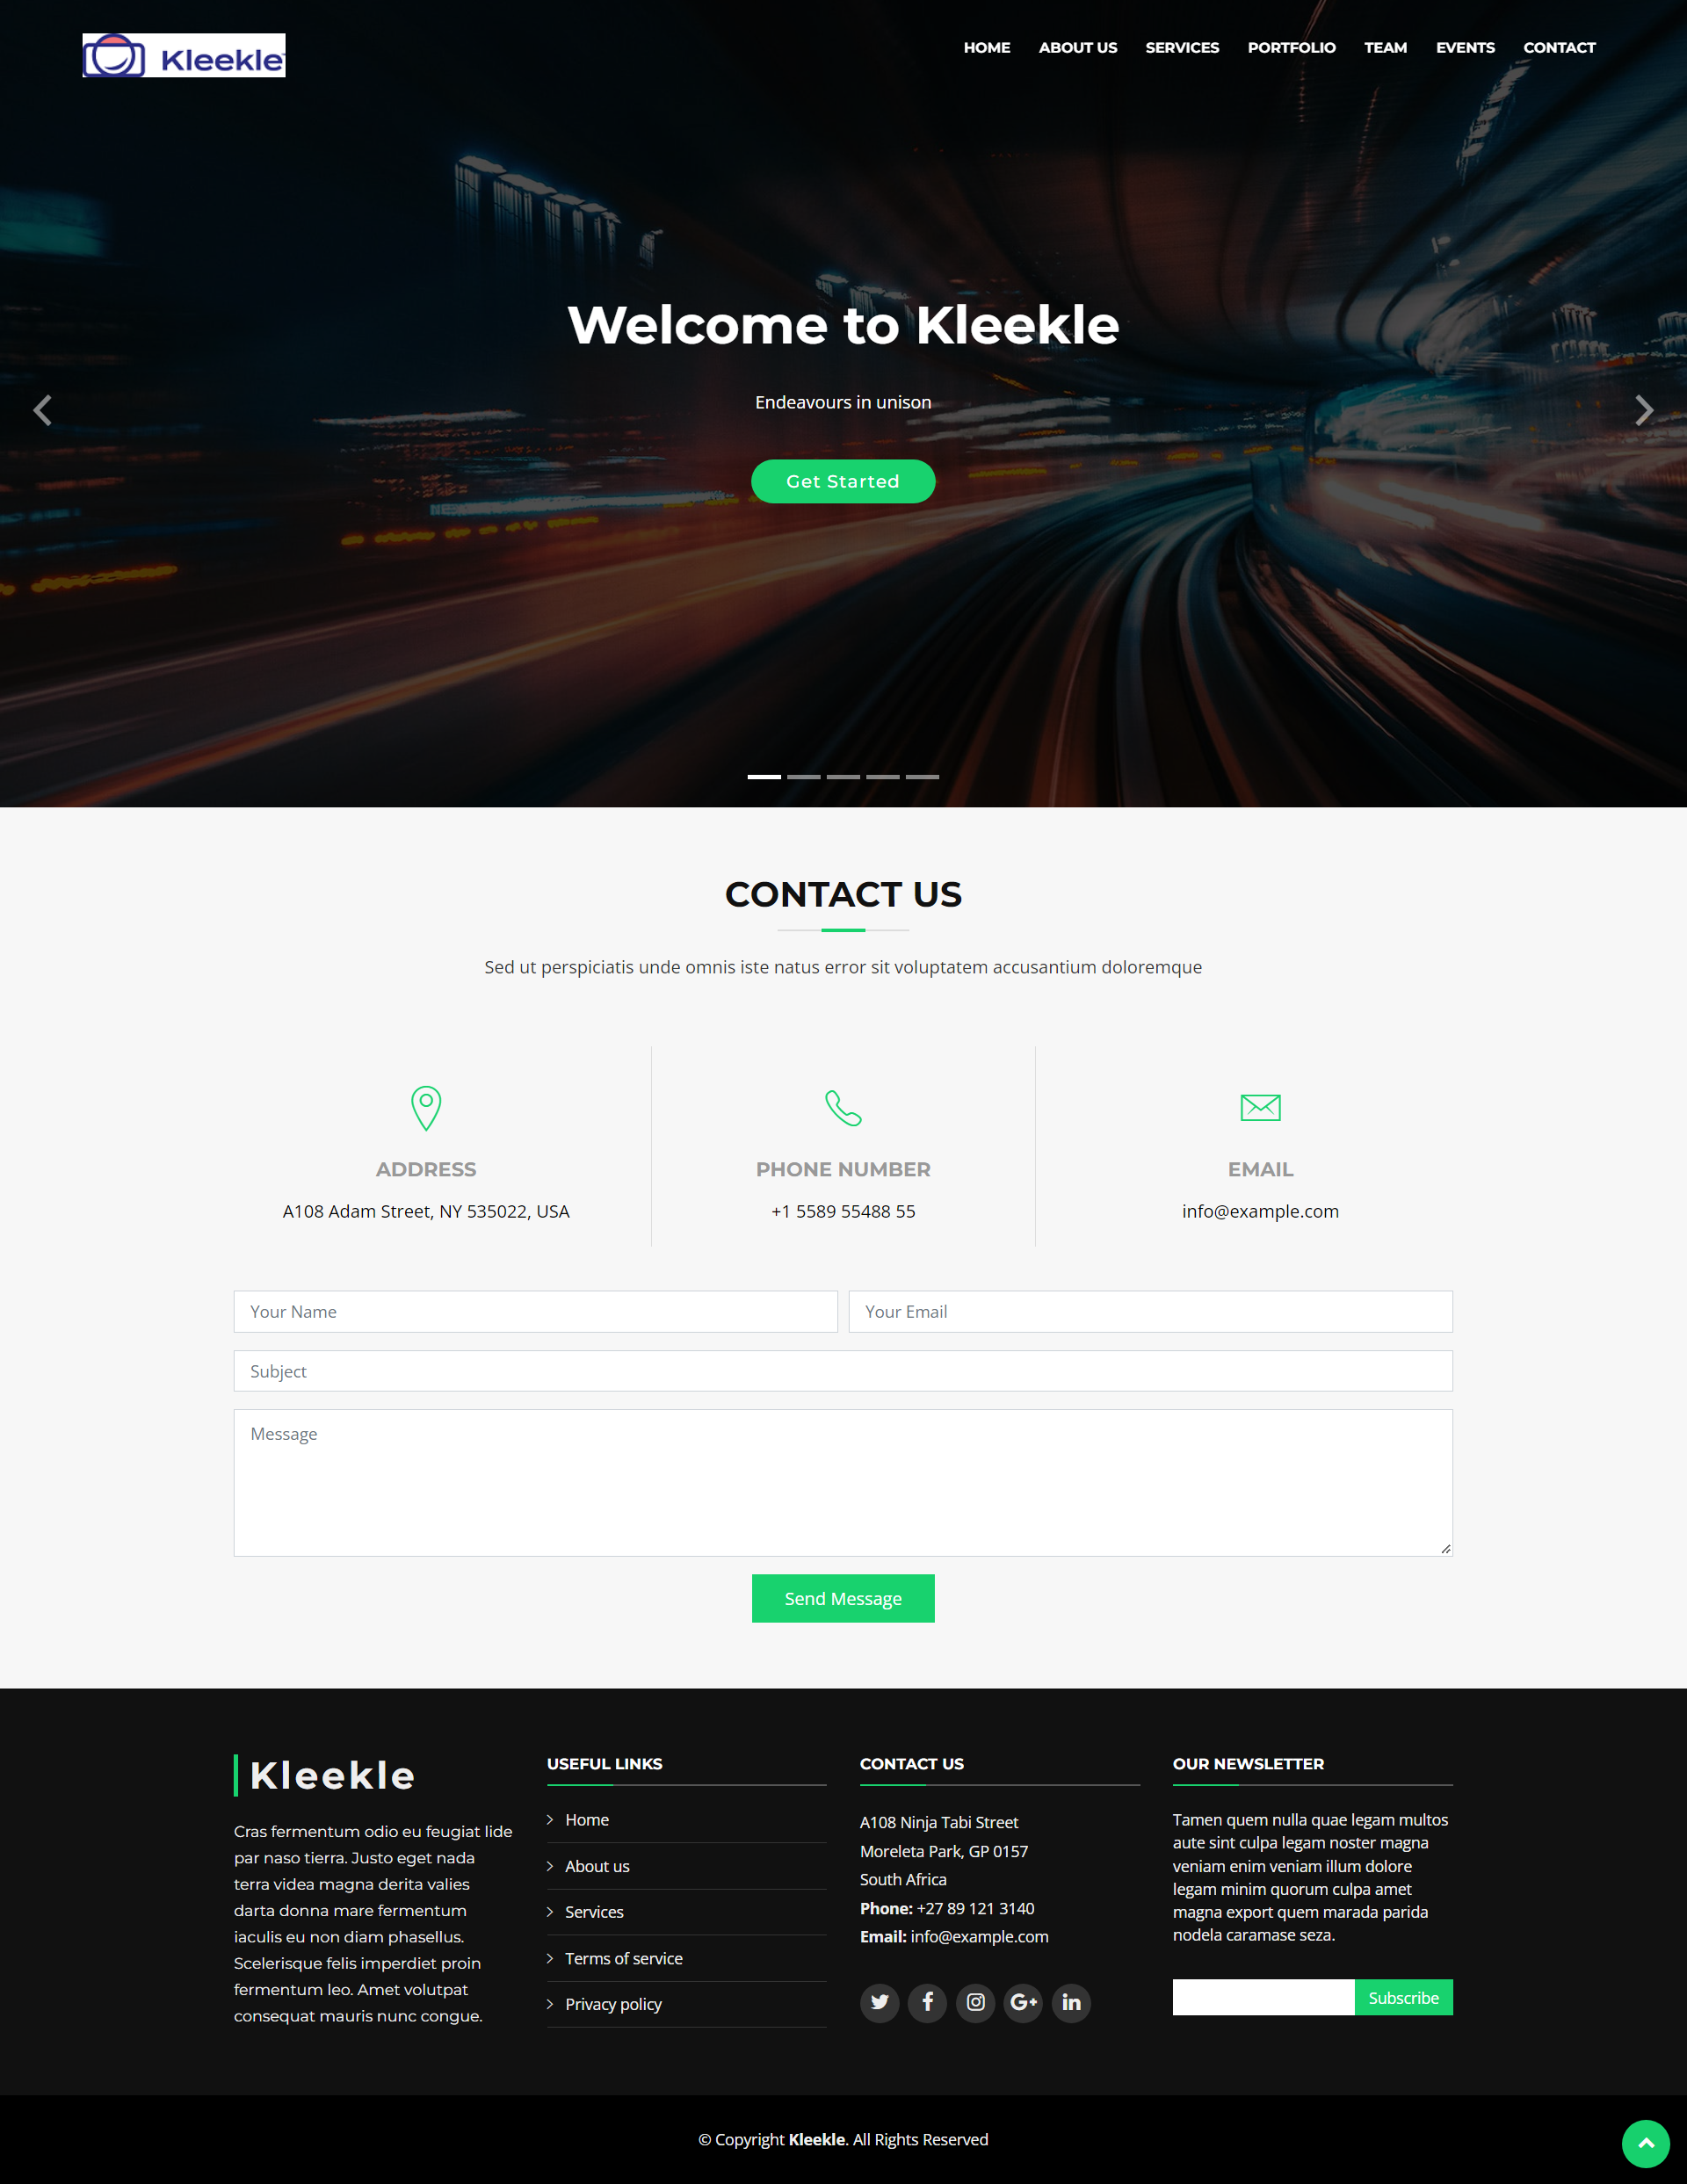 Kleekle
HOME ABOUT US SERVICES PORTFOLIO TEAM EVENTS CONTACT
Welcome to Kleekle
Endeavours in unison
Get Started
CONTACT US
Sed ut perspiciatis unde omnis iste natus error sit voluptatem accusantium doloremque
ADDRESS
A108 Adam Street, NY 535022, USA
PHONE NUMBER
+1 5589 55488 55
EMAIL
info@example.com
Your Name
Your Email
Subject
Message
Send Message
Kleekle
Cras fermentum odio eu feugiat lide
par naso tierra. Justo eget nada
terra videa magna derita valies
darta donna mare fermentum
iaculis eu non diam phasellus.
Scelerisque felis imperdiet proin
fermentum leo. Amet volutpat
consequat mauris nunc congue.
USEFUL LINKS
Home
About us
Services
Terms of service
Privacy policy
CONTACT US
A108 Ninja Tabi Street
Moreleta Park, GP 0157
South Africa
Phone: +27 89 121 3140
Email: info@example.com
OUR NEWSLETTER
Tamen quem nulla quae legam multos
aute sint culpa legam noster magna
veniam enim veniam illum dolore
legam minim quorum culpa amet
magna export quem marada parida
nodela caramase seza.
Subscribe
© Copyright Kleekle. All Rights Reserved